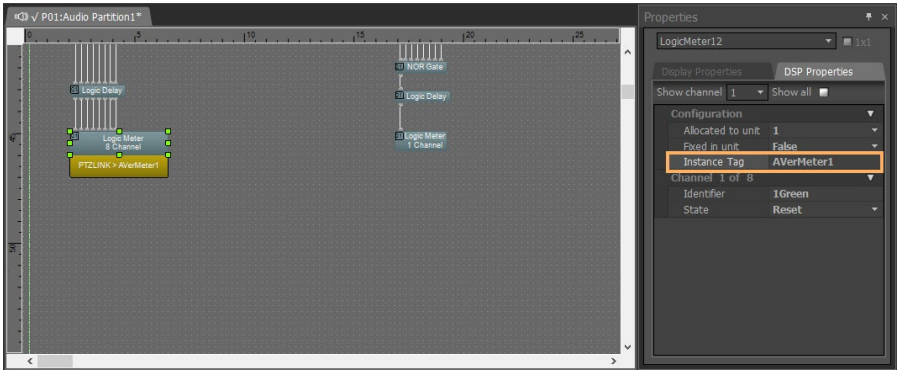 P01:Audio Partition1*
0 5 10 15 20 25
NOR Gate
Logic Delay
Logic Delay
Logic Meter
8 Channel
Logic Meter
1 Channel
PTZLINK > AVerMeter1
Properties
LogicMeter12
1x1
Display Properties
DSP Properties
Show channel 1 Show all
Configuration
Allocated to unit 1
Fixed in unit False
Instance Tag AVerMeter1
Channel 1 of 8
Identifier 1Green
State Reset